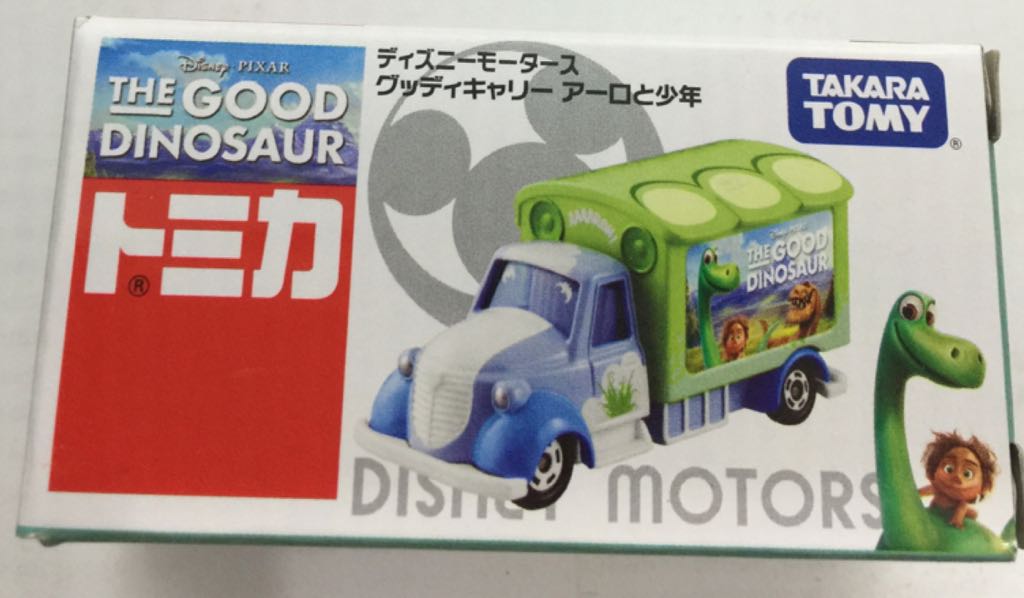 Disney · PIXAR
THE GOOD
DINOSAUR
トミカ
®
ディズニーモータース
グッディキャリー アーロと少年
TAKARA
TOMY
®
THE GOOD
DINOSAUR
DISNEY MOTORS